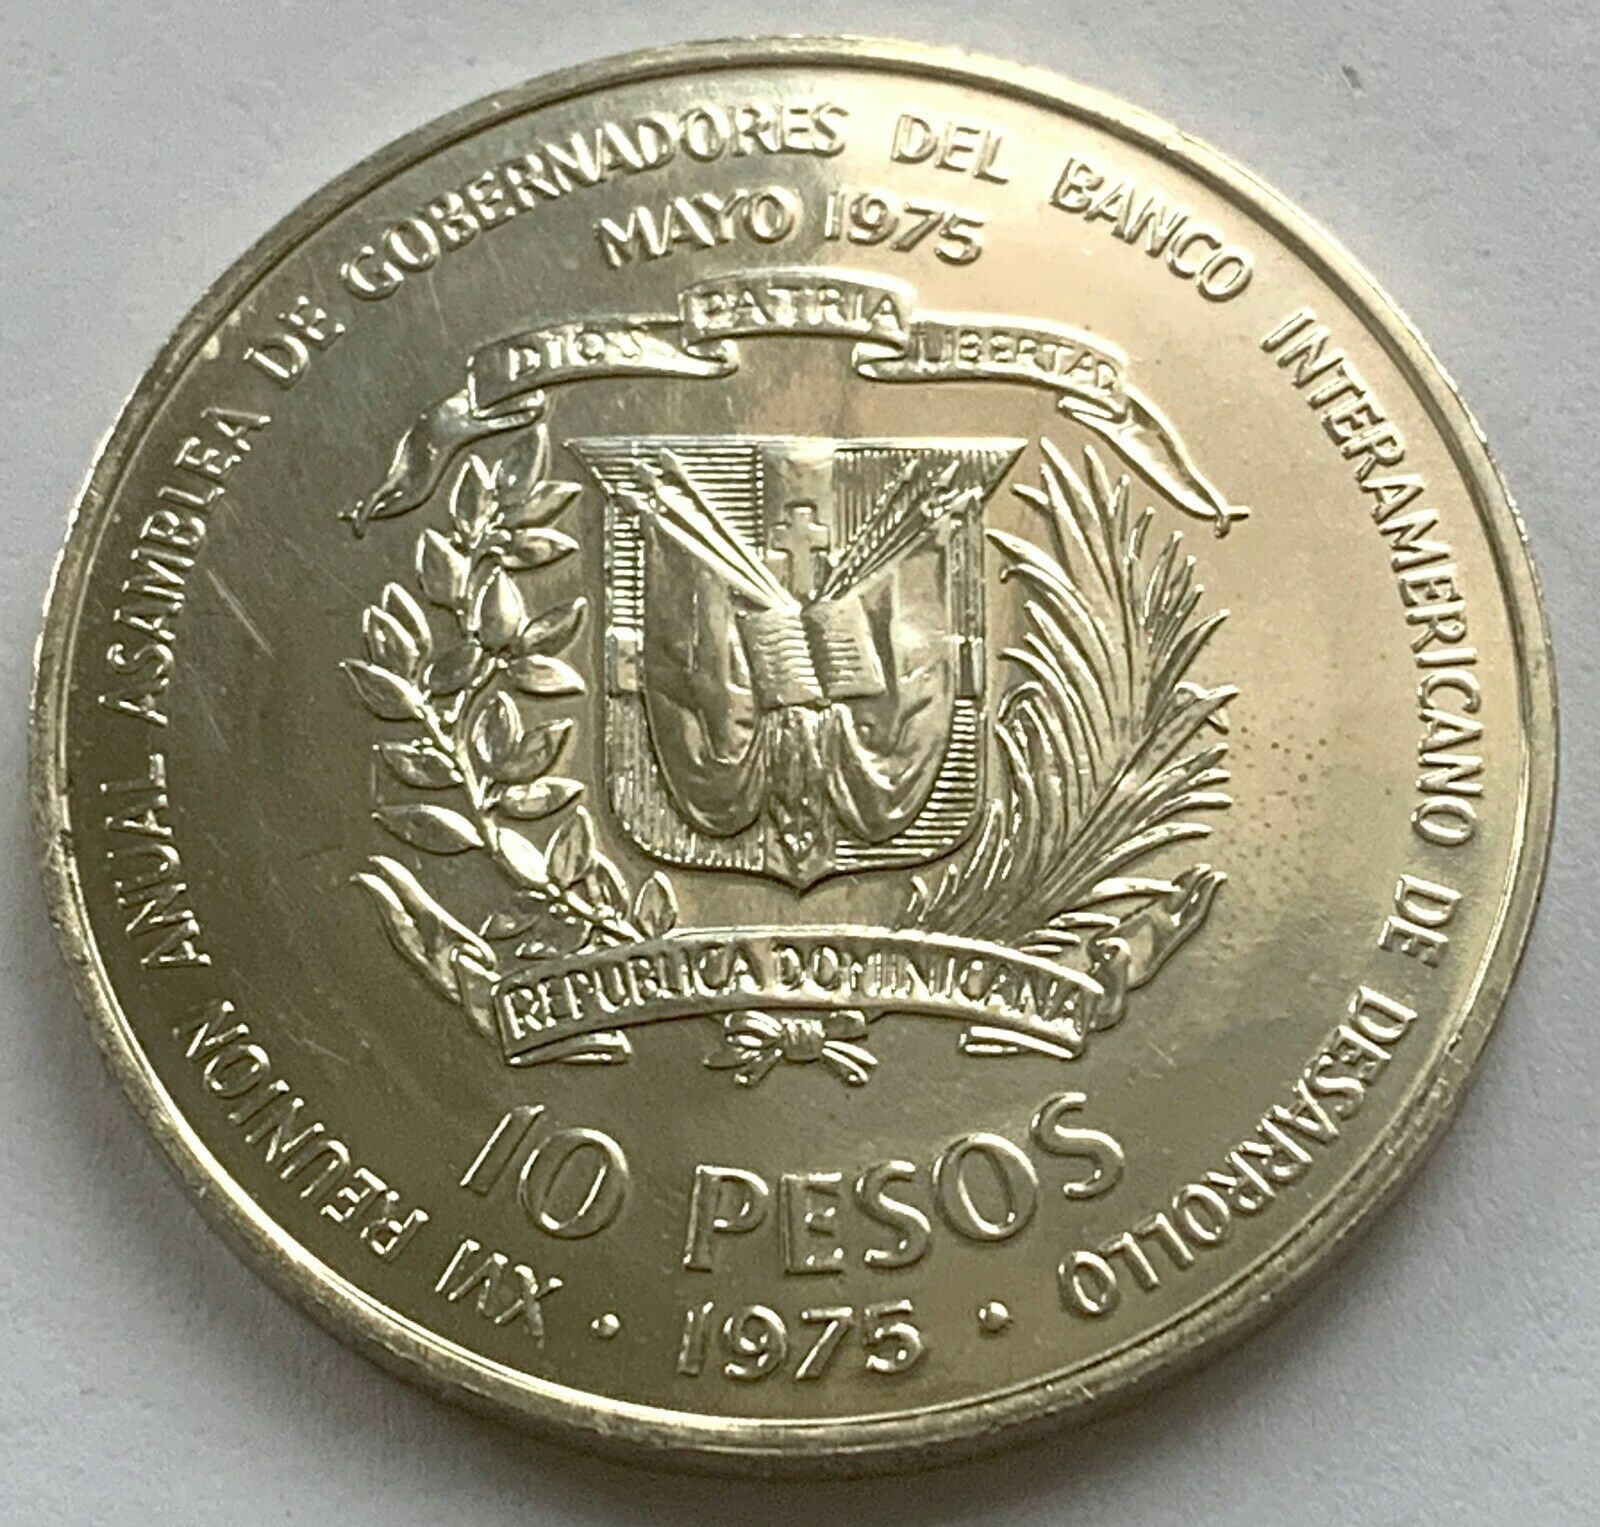 XVI REUNION ANUAL ASAMBLEA DE GOBERNADORES DEL BANCO INTERAMERICANO DE DESARROLLO
MAYO 1975
DIOS PATRIA LIBERTAD
REPUBLICA DOMINICANA
10 PESOS
• 1975 •